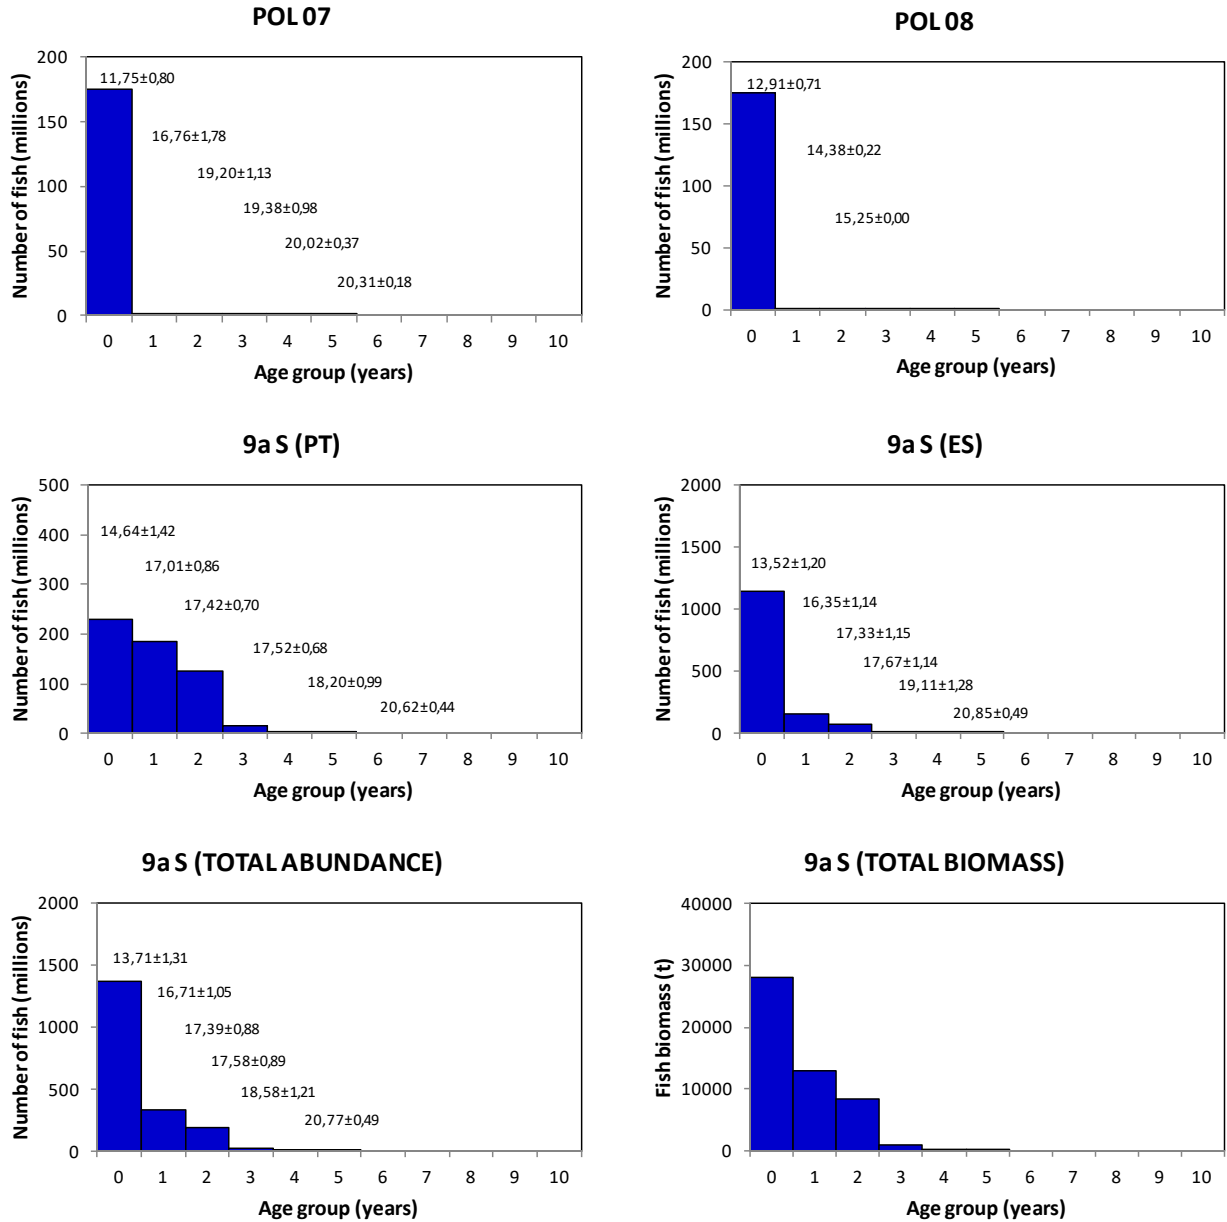 POL 07
Number of fish (millions)
200
150
100
50
0
11,75±0,80
16,76±1,78
19,20±1,13
19,38±0,98
20,02±0,37
20,31±0,18
0 1 2 3 4 5 6 7 8 9 10
Age group (years)
POL 08
Number of fish (millions)
200
150
100
50
0
12,91±0,71
14,38±0,22
15,25±0,00
0 1 2 3 4 5 6 7 8 9 10
Age group (years)
9a S (PT)
Number of fish (millions)
500
400
300
200
100
0
14,64±1,42
17,01±0,86
17,42±0,70
17,52±0,68
18,20±0,99
20,62±0,44
0 1 2 3 4 5 6 7 8 9 10
Age group (years)
9a S (ES)
Number of fish (millions)
2000
1500
1000
500
0
13,52±1,20
16,35±1,14
17,33±1,15
17,67±1,14
19,11±1,28
20,85±0,49
0 1 2 3 4 5 6 7 8 9 10
Age group (years)
9a S (TOTAL ABUNDANCE)
Number of fish (millions)
2000
1500
1000
500
0
13,71±1,31
16,71±1,05
17,39±0,88
17,58±0,89
18,58±1,21
20,77±0,49
0 1 2 3 4 5 6 7 8 9 10
Age group (years)
9a S (TOTAL BIOMASS)
Fish biomass (t)
40000
30000
20000
10000
0
0 1 2 3 4 5 6 7 8 9 10
Age group (years)